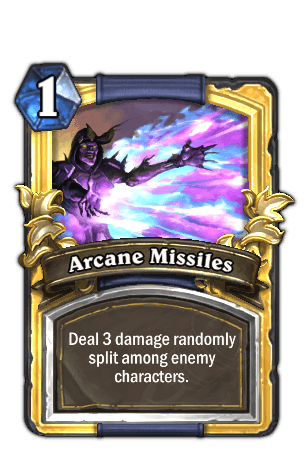 1
Arcane Missiles
Deal 3 damage randomly
split among enemy
characters.